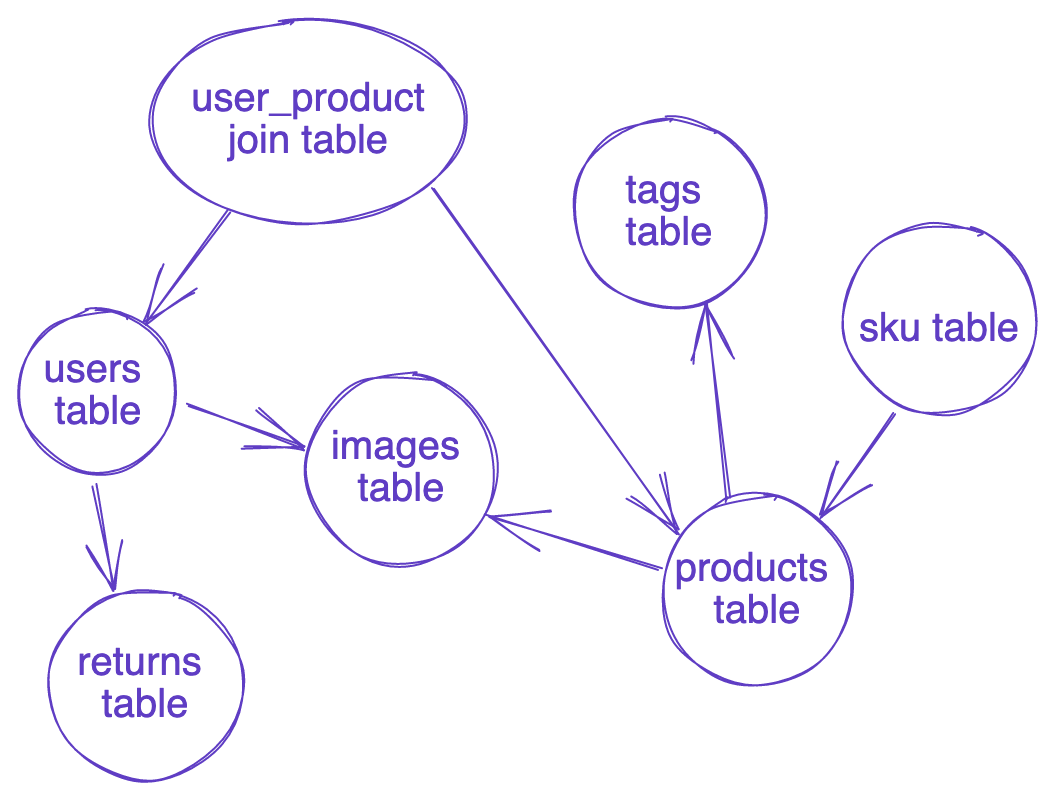 user_product
join table
tags
table
sku table
users
table
images
table
products
table
returns
table